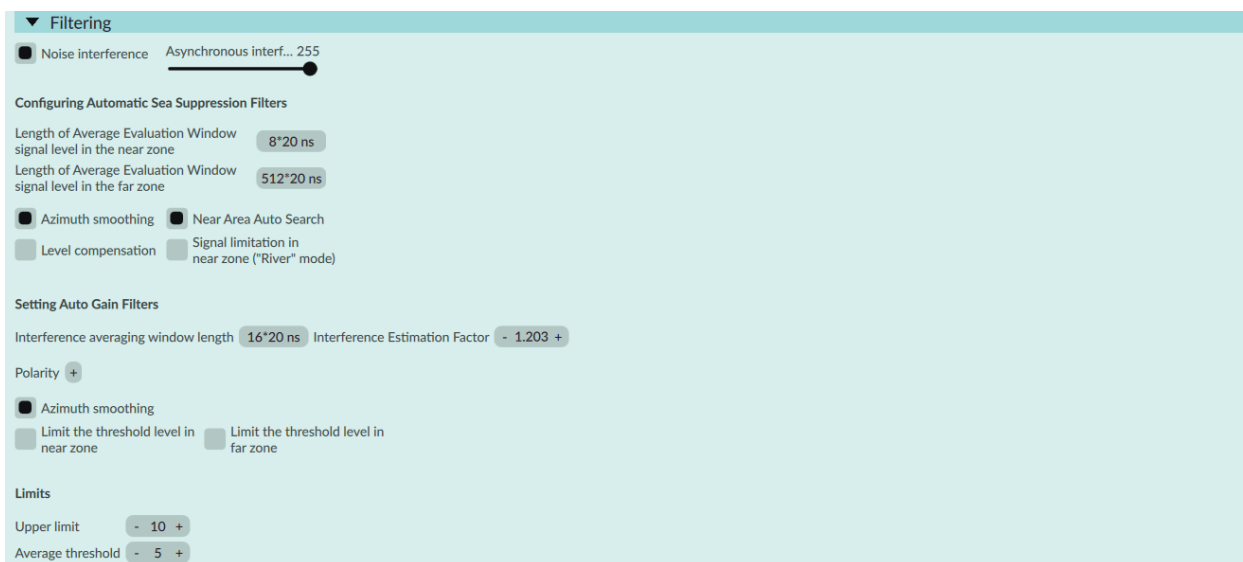 Filtering
Noise interference Asynchronous interf... 255
Configuring Automatic Sea Suppression Filters
Length of Average Evaluation Window
signal level in the near zone 8*20 ns
Length of Average Evaluation Window
signal level in the far zone 512*20 ns
Azimuth smoothing Near Area Auto Search
Level compensation Signal limitation in
near zone ("River" mode)
Setting Auto Gain Filters
Interference averaging window length 16*20 ns Interference Estimation Factor - 1.203 +
Polarity +
Azimuth smoothing
Limit the threshold level in
near zone
Limit the threshold level in
far zone
Limits
Upper limit - 10 +
Average threshold - 5 +